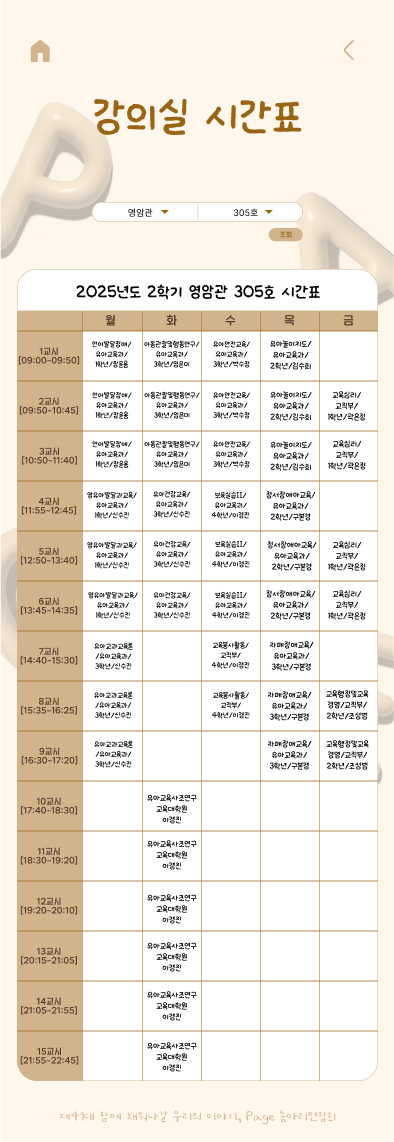 강의실 시간표
영암관 305호
조회
2025년도 2학기 영암관 305호 시간표
월 화 수 목 금
1교시
[09:00~09:50]
언어발달장애/
유아교육과/
1학년/장윤용
아동관찰및행동연구/
유아교육과/
3학년/임은미
유아안전교육/
유아교육과/
3학년/박수정
유아놀이지도/
유아교육과/
2학년/김수희
2교시
[09:50~10:45]
언어발달장애/
유아교육과/
1학년/장윤용
아동관찰및행동연구/
유아교육과/
3학년/임은미
유아안전교육/
유아교육과/
3학년/박수정
유아놀이지도/
유아교육과/
2학년/김수희
교육심리/
교직부/
1학년/곽은정
3교시
[10:50~11:40]
언어발달장애/
유아교육과/
1학년/장윤용
아동관찰및행동연구/
유아교육과/
3학년/임은미
유아안전교육/
유아교육과/
3학년/박수정
유아놀이지도/
유아교육과/
2학년/김수희
교육심리/
교직부/
1학년/곽은정
4교시
[11:55~12:45]
영유아발달과교육/
유아교육과/
1학년/신수진
유아건강교육/
유아교육과/
3학년/신수진
보육실습II/
유아교육과/
4학년/이경진
정서장애아교육/
유아교육과/
2학년/구본경
5교시
[12:50~13:40]
영유아발달과교육/
유아교육과/
1학년/신수진
유아건강교육/
유아교육과/
3학년/신수진
보육실습II/
유아교육과/
4학년/이경진
정서장애아교육/
유아교육과/
2학년/구본경
교육심리/
교직부/
1학년/곽은정
6교시
[13:45~14:35]
영유아발달과교육/
유아교육과/
1학년/신수진
유아건강교육/
유아교육과/
3학년/신수진
보육실습II/
유아교육과/
4학년/이경진
정서장애아교육/
유아교육과/
2학년/구본경
교육심리/
교직부/
1학년/곽은정
7교시
[14:40~15:30]
유아교과교육론
/유아교육과/
3학년/신수진
교육봉사활동/
교직부/
4학년/이경진
지체장애교육/
유아교육과/
3학년/구본경
8교시
[15:35~16:25]
유아교과교육론
/유아교육과/
3학년/신수진
교육봉사활동/
교직부/
4학년/이경진
지체장애교육/
유아교육과/
3학년/구본경
교육행정및교육
경영/교직부/
2학년/조상범
9교시
[16:30~17:20]
유아교과교육론
/유아교육과/
3학년/신수진
지체장애교육/
유아교육과/
3학년/구본경
교육행정및교육
경영/교직부/
2학년/조상범
10교시
[17:40~18:30]
유아교육사조연구
교육대학원
이경진
11교시
[18:30~19:20]
유아교육사조연구
교육대학원
이경진
12교시
[19:20~20:10]
유아교육사조연구
교육대학원
이경진
13교시
[20:15~21:05]
유아교육사조연구
교육대학원
이경진
14교시
[21:05~21:55]
유아교육사조연구
교육대학원
이경진
15교시
[21:55~22:45]
유아교육사조연구
교육대학원
이경진
제41대 함께 채워나갈 우리의 이야기, Page 동아리연합회